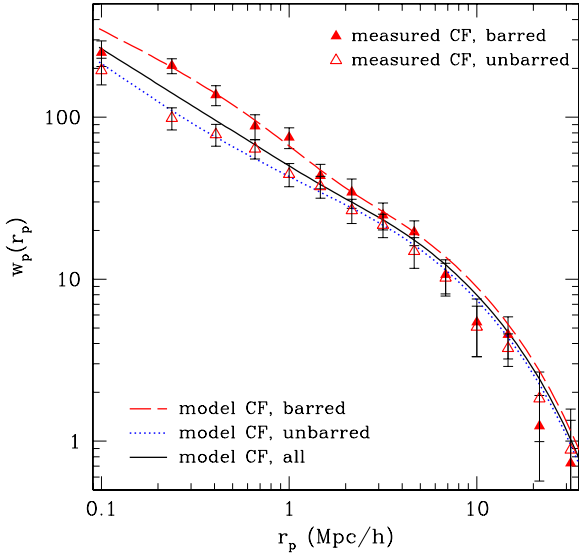 measured CF, barred
measured CF, unbarred
100
10
1
w_p(r_p)
model CF, barred
model CF, unbarred
model CF, all
0.1 1 10
r_p (Mpc/h)